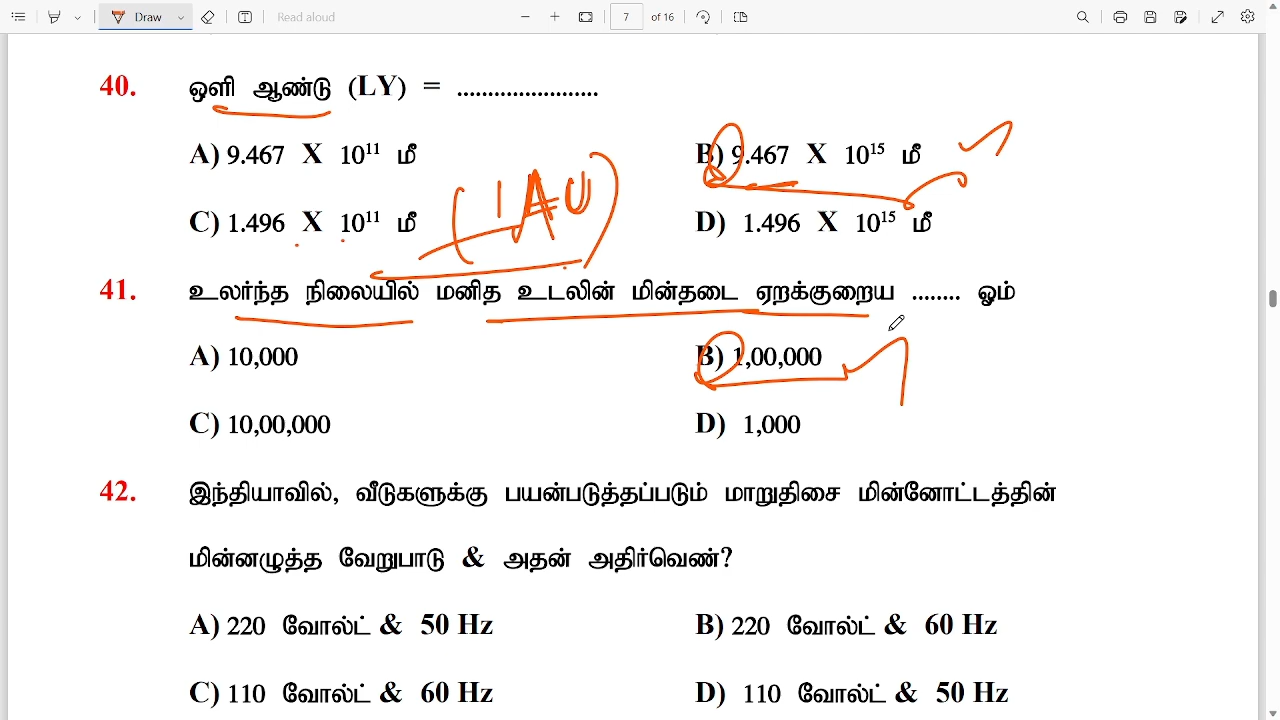 Draw Read aloud 7 of 16
40. ஒளி ஆண்டு (LY) = .......................
A) 9.467 X 10¹¹ மீ B) 9.467 X 10¹⁵ மீ
(1 AU)
C) 1.496 X 10¹¹ மீ D) 1.496 X 10¹⁵ மீ
41. உலர்ந்த நிலையில் மனித உடலின் மின்தடை ஏறக்குறைய ........ ஓம்
A) 10,000 B) 1,00,000
C) 10,00,000 D) 1,000
42. இந்தியாவில், வீடுகளுக்கு பயன்படுத்தப்படும் மாறுதிசை மின்னோட்டத்தின்
மின்னழுத்த வேறுபாடு & அதன் அதிர்வெண்?
A) 220 வோல்ட் & 50 Hz B) 220 வோல்ட் & 60 Hz
C) 110 வோல்ட் & 60 Hz D) 110 வோல்ட் & 50 Hz